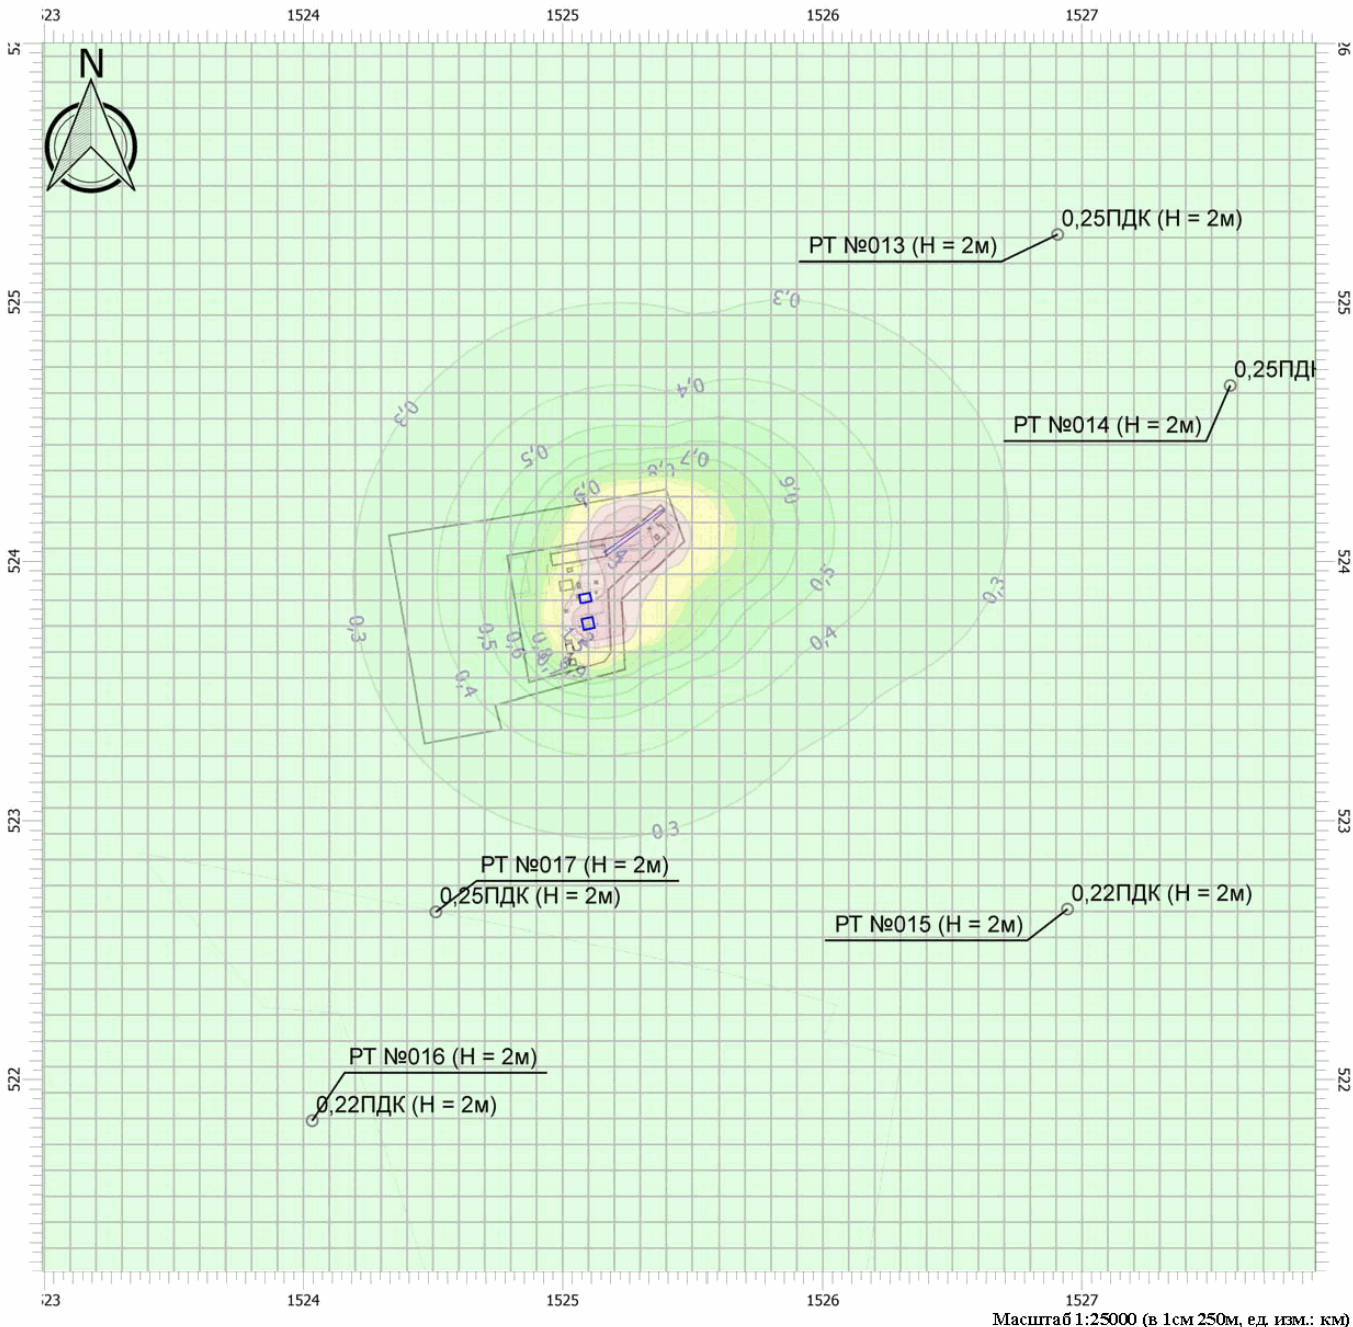 1524 1525 1526 1527
N
0,25ПДК (H = 2м)
РТ №013 (H = 2м)
525 0,3 525
0,25ПДК
0,4
0,3
РТ №014 (H = 2м)
0,5 0,7
0,8
0,9 0,6
524 524
0,5 0,3
0,3 0,5 0,6 0,4
0,4
523 0,3 523
РТ №017 (H = 2м)
0,25ПДК (H = 2м)
0,22ПДК (H = 2м)
РТ №015 (H = 2м)
РТ №016 (H = 2м)
522 522
0,22ПДК (H = 2м)
1524 1525 1526 1527
Масштаб 1:25000 (в 1см 250м, ед. изм.: км)